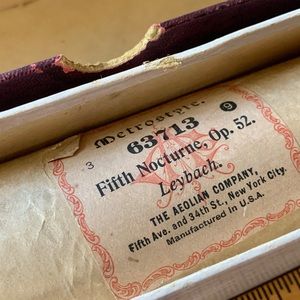 Metrostyle.
3
63713
9
Fifth Nocturne, Op. 52.
Leybach.
THE AEOLIAN COMPANY,
Fifth Ave. and 34th St., New York City.
Manufactured in U.S.A.